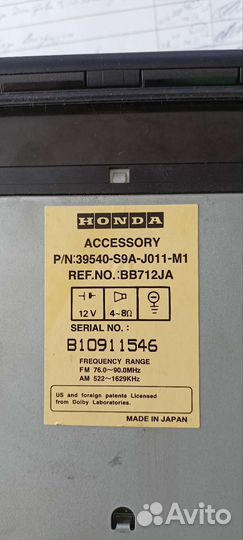 HONDA
ACCESSORY
P/N:39540-S9A-J011-M1
REF.NO.:BB712JA
12 V 4~8Ω
SERIAL NO. :
B10911546
FREQUENCY RANGE
FM 76.0~90.0MHz
AM 522~1629KHz
US and foreign patents Licensed
from Dolby Laboratories.
MADE IN JAPAN
Avito